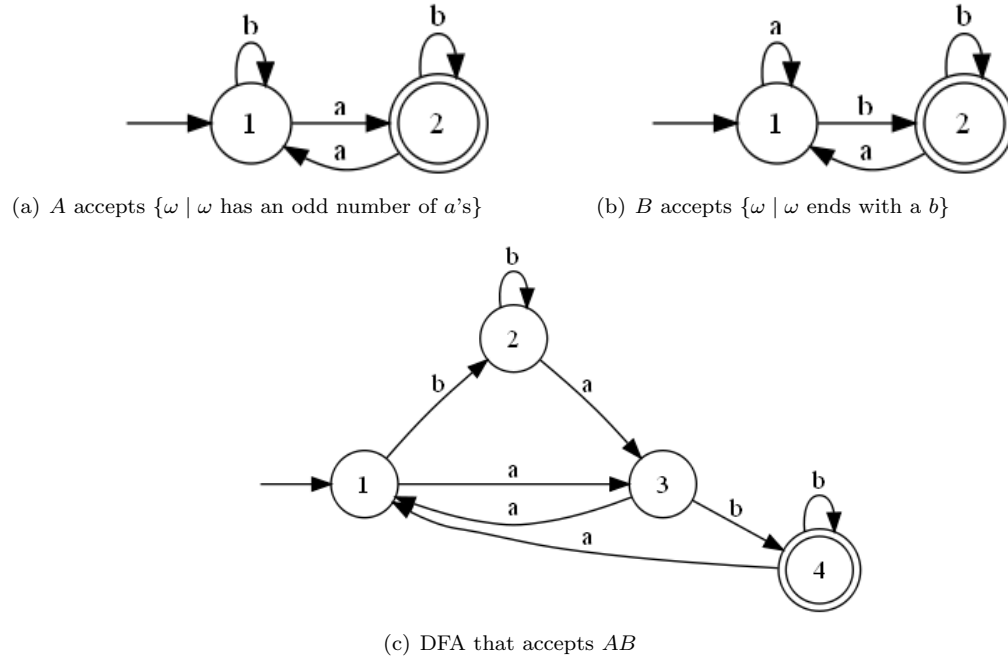 b
b
1
a
2
a
(a) A accepts {ω | ω has an odd number of a's}
a
b
1
b
2
a
(b) B accepts {ω | ω ends with a b}
b
2
b
a
1
a
3
a
b
b
a
4
(c) DFA that accepts AB